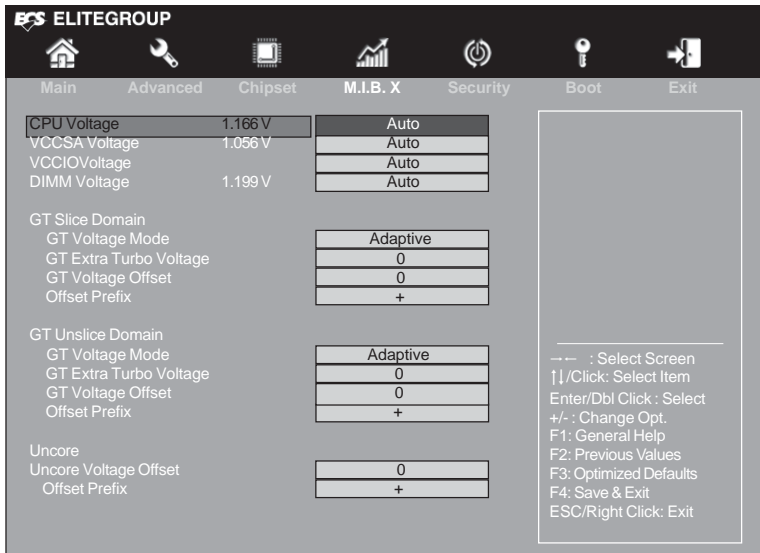 ECS ELITEGROUP
Main Advanced Chipset M.I.B. X Security Boot Exit
CPU Voltage 1.166 V Auto
VCCSA Voltage 1.056 V Auto
VCCIOVoltage Auto
DIMM Voltage 1.199 V Auto
GT Slice Domain
GT Voltage Mode Adaptive
GT Extra Turbo Voltage 0
GT Voltage Offset 0
Offset Prefix +
GT Unslice Domain
GT Voltage Mode Adaptive
GT Extra Turbo Voltage 0
GT Voltage Offset 0
Offset Prefix +
Uncore
Uncore Voltage Offset 0
Offset Prefix +
→← : Select Screen
↑↓/Click: Select Item
Enter/Dbl Click : Select
+/- : Change Opt.
F1: General Help
F2: Previous Values
F3: Optimized Defaults
F4: Save & Exit
ESC/Right Click: Exit